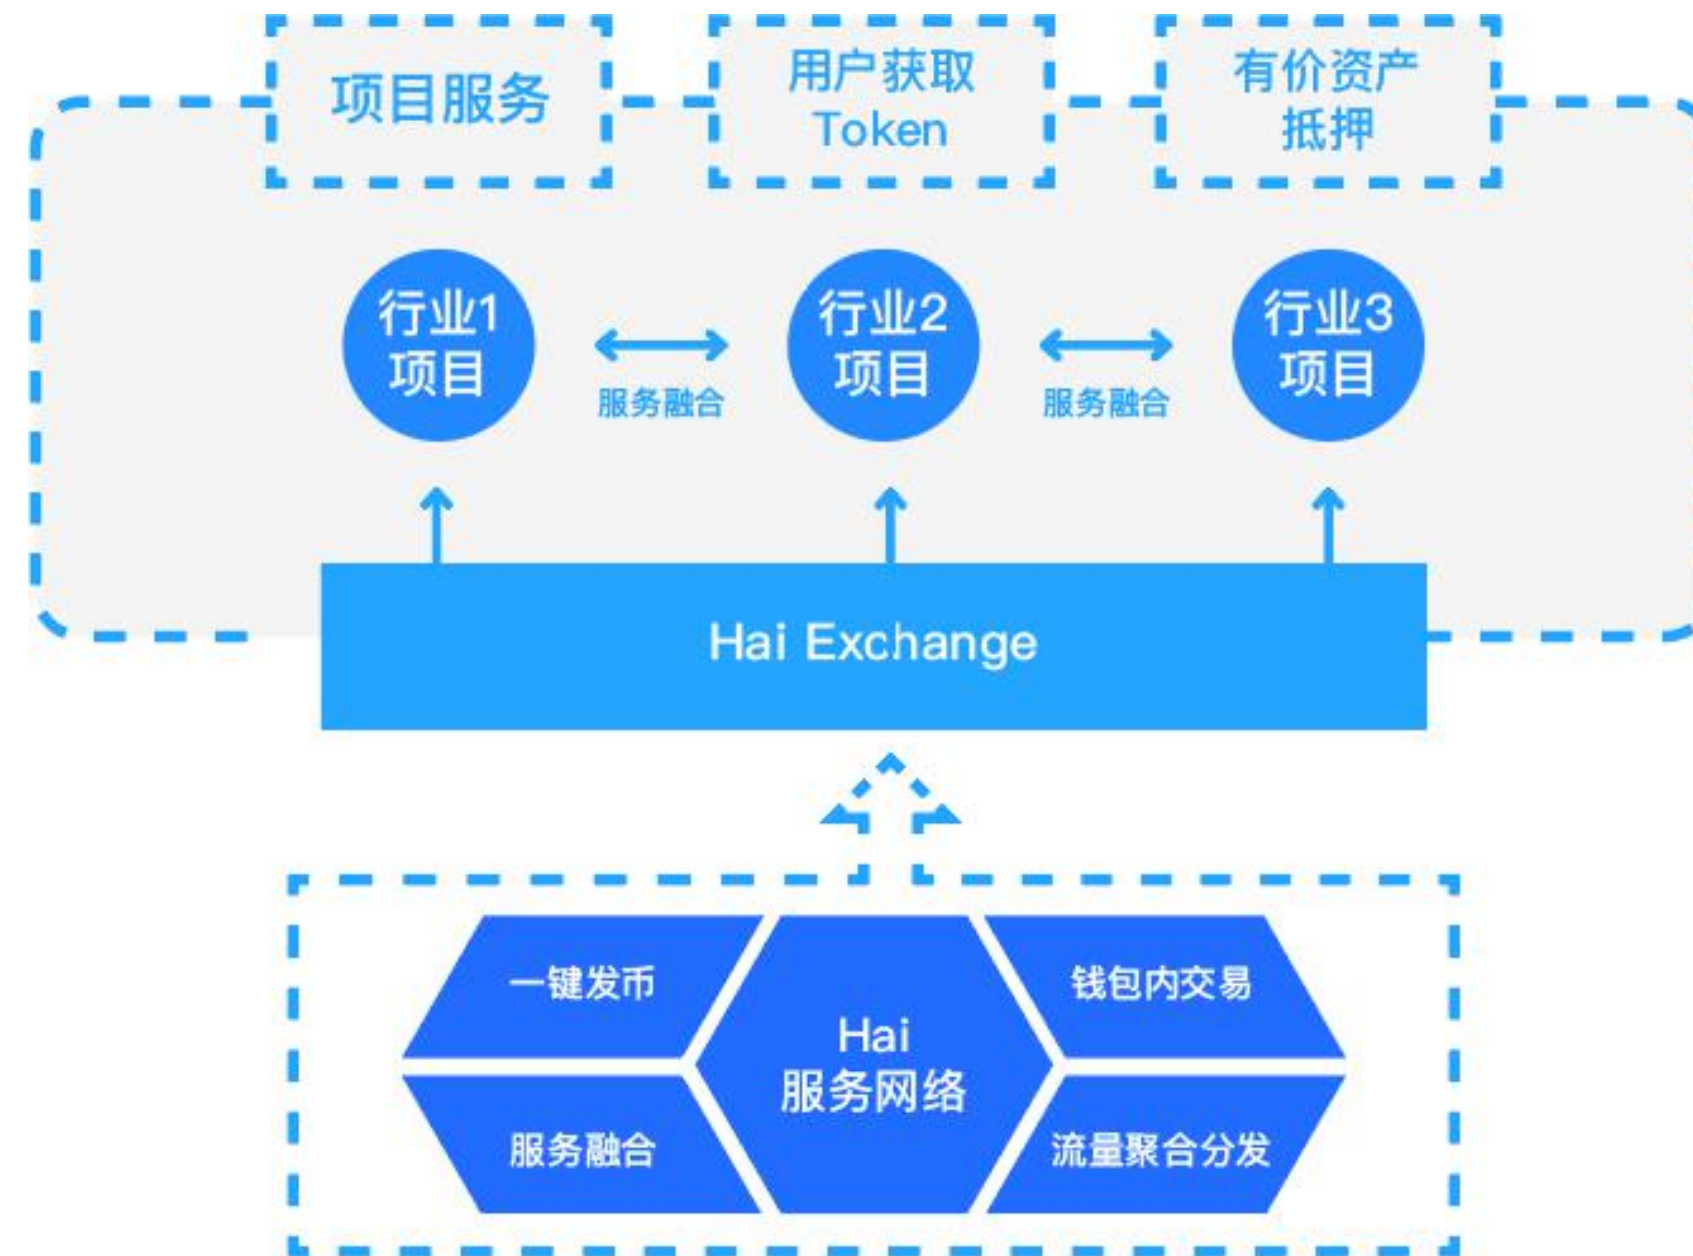 项目服务
用户获取
Token
有价资产
抵押
行业1
项目
服务融合
行业2
项目
服务融合
行业3
项目
Hai Exchange
一键发币
钱包内交易
Hai
服务网络
服务融合
流量聚合分发